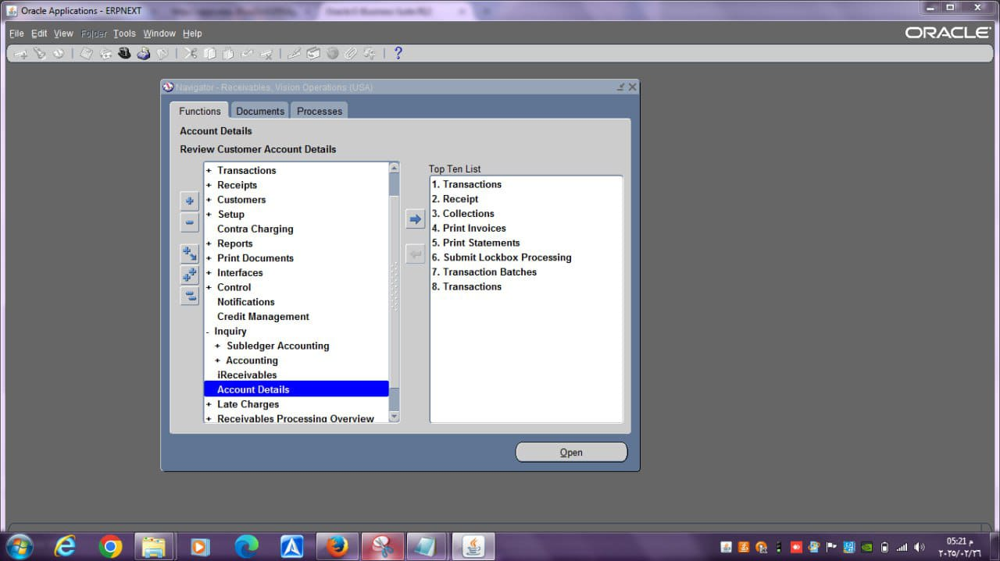 Oracle Applications - ERPNEXT
File Edit View Folder Tools Window Help
ORACLE
Navigator - Receivables, Vision Operations (USA)
Functions Documents Processes
Account Details
Review Customer Account Details
+ Transactions
+ Receipts
+ Customers
+ Setup
Contra Charging
+ Reports
+ Print Documents
+ Interfaces
+ Control
Notifications
Credit Management
- Inquiry
+ Subledger Accounting
+ Accounting
iReceivables
Account Details
+ Late Charges
+ Receivables Processing Overview
Top Ten List
1. Transactions
2. Receipt
3. Collections
4. Print Invoices
5. Print Statements
6. Submit Lockbox Processing
7. Transaction Batches
8. Transactions
Open
05:21 م
٢٠٢٥/٠٢/٢٦